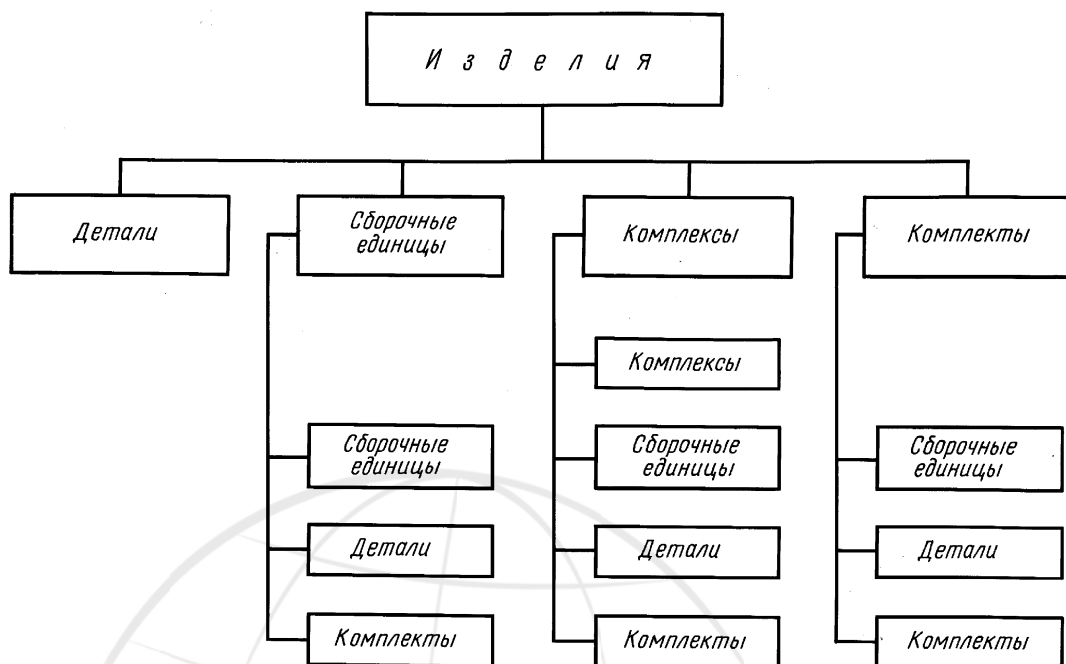 Изделия
Детали
Сборочные
единицы
Комплексы
Комплекты
Комплексы
Сборочные
единицы
Сборочные
единицы
Сборочные
единицы
Детали
Детали
Детали
Комплекты
Комплекты
Комплекты